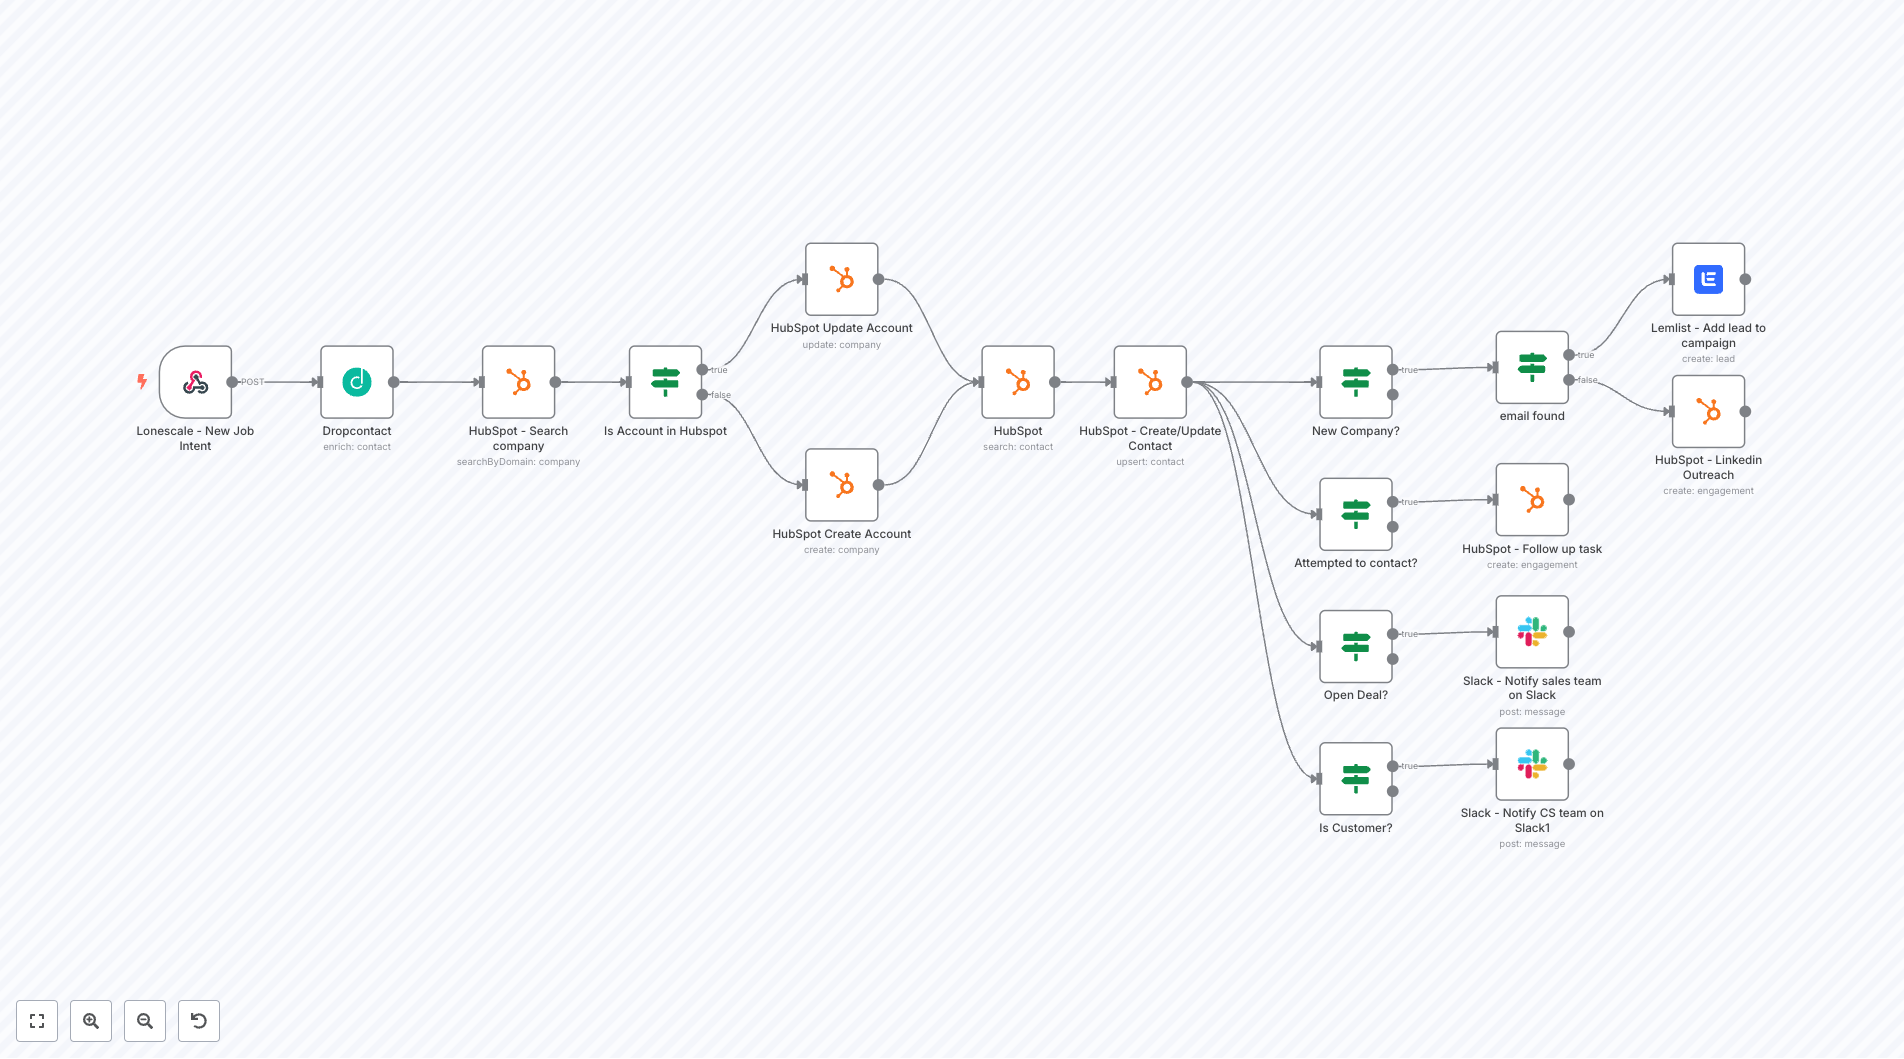 POST
Lonescale - New Job
Intent
Dropcontact
enrich: contact
HubSpot - Search
company
searchByDomain: company
true
false
Is Account in Hubspot
HubSpot Update Account
update: company
HubSpot Create Account
create: company
HubSpot
search: contact
HubSpot - Create/Update
Contact
upsert: contact
true
New Company?
true
false
email found
Lemlist - Add lead to
campaign
create: lead
HubSpot - Linkedin
Outreach
create: engagement
true
Attempted to contact?
HubSpot - Follow up task
create: engagement
true
Open Deal?
Slack - Notify sales team
on Slack
post: message
true
Is Customer?
Slack - Notify CS team on
Slack1
post: message